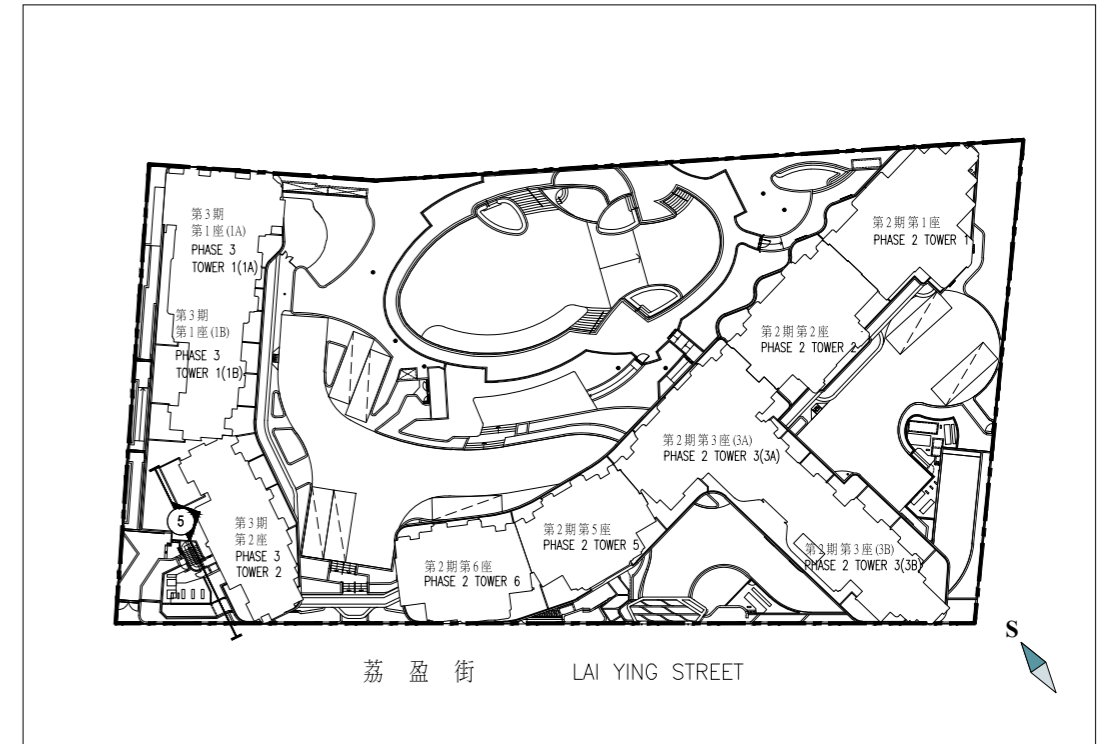 第3期
第1座(1A)
PHASE 3
TOWER 1(1A)
第3期
第1座(1B)
PHASE 3
TOWER 1(1B)
第2期第1座
PHASE 2 TOWER 1
第2期第2座
PHASE 2 TOWER 2
第2期第3座(3A)
PHASE 2 TOWER 3(3A)
5
第3期
第2座
PHASE 3
TOWER 2
第2期第5座
PHASE 2 TOWER 5
第2期第6座
PHASE 2 TOWER 6
第2期第3座(3B)
PHASE 2 TOWER 3(3B)
S
荔 盈 街 LAI YING STREET